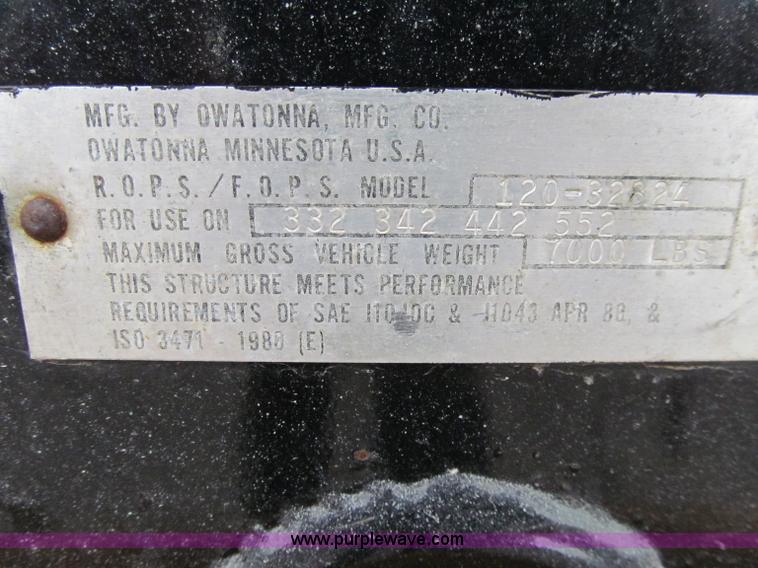 MFG. BY OWATONNA, MFG. CO.
OWATONNA MINNESOTA U.S.A.
R.O.P.S./F.O.P.S. MODEL 120-32824
FOR USE ON 332 342 442 552
MAXIMUM GROSS VEHICLE WEIGHT 7000 LBS
THIS STRUCTURE MEETS PERFORMANCE
REQUIREMENTS OF SAE & APR 88, &
ISO 3471 - 1980 (E)
www.purplewave.com